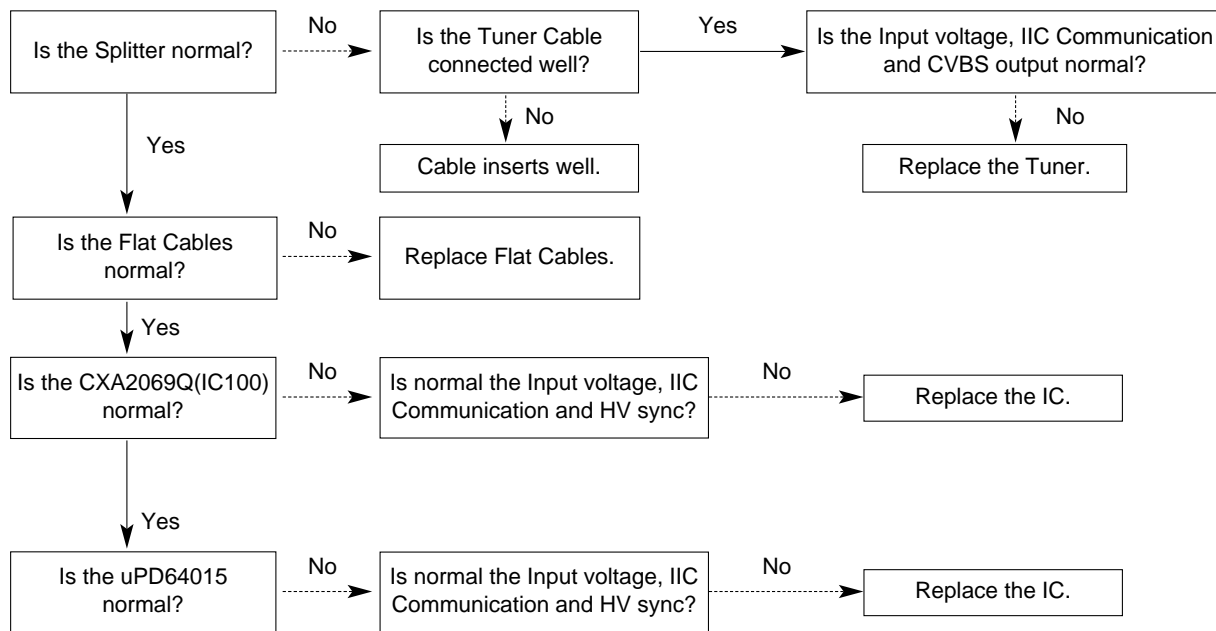 Is the Splitter normal?
No
Is the Tuner Cable
connected well?
Yes
Is the Input voltage, IIC Communication
and CVBS output normal?
Yes
No
No
Cable inserts well.
Replace the Tuner.
Is the Flat Cables
normal?
No
Replace Flat Cables.
Yes
Is the CXA2069Q(IC100)
normal?
No
Is normal the Input voltage, IIC
Communication and HV sync?
No
Replace the IC.
Yes
Is the uPD64015
normal?
No
Is normal the Input voltage, IIC
Communication and HV sync?
No
Replace the IC.